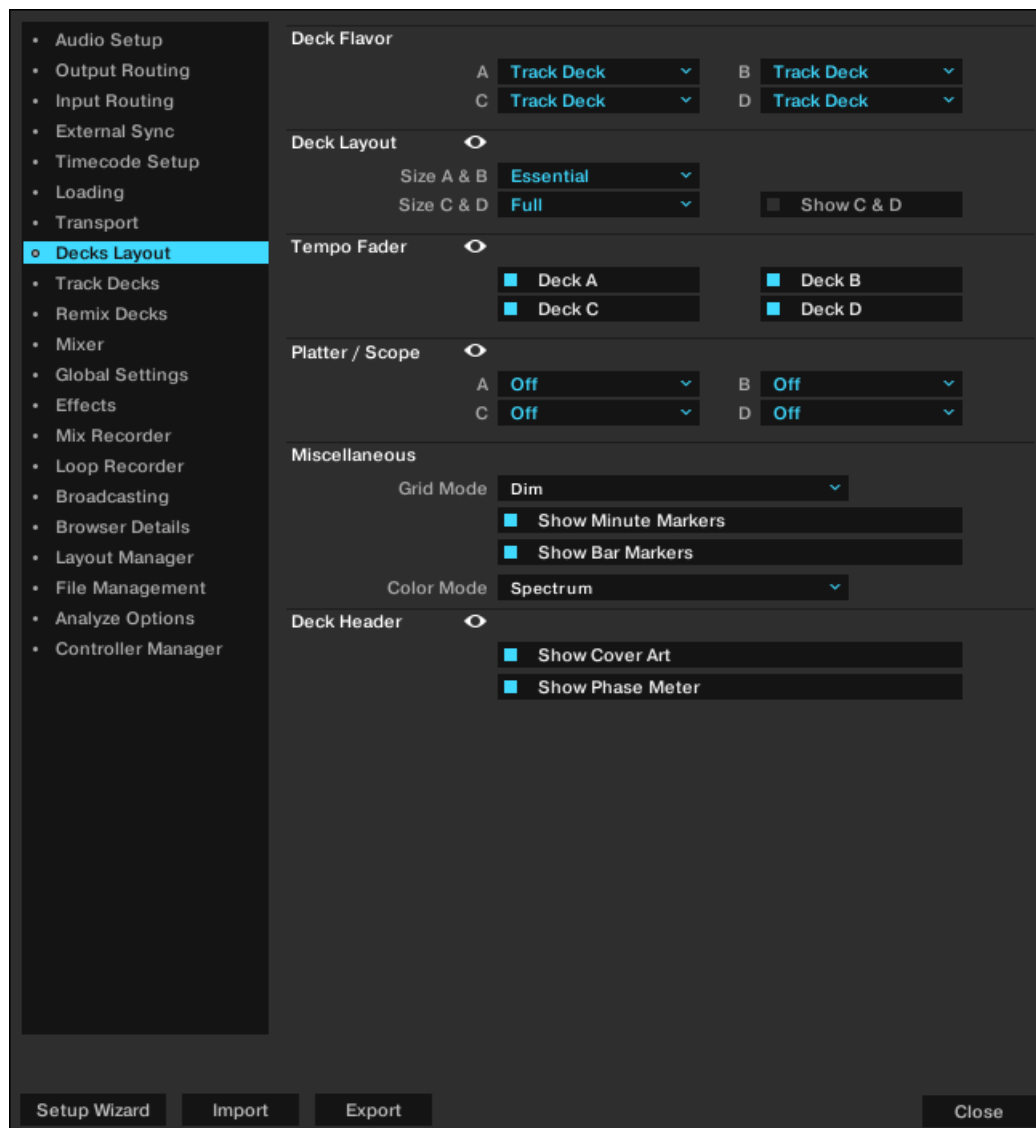 Audio Setup
Output Routing
Input Routing
External Sync
Timecode Setup
Loading
Transport
Decks Layout
Track Decks
Remix Decks
Mixer
Global Settings
Effects
Mix Recorder
Loop Recorder
Broadcasting
Browser Details
Layout Manager
File Management
Analyze Options
Controller Manager
Deck Flavor
A Track Deck B Track Deck
C Track Deck D Track Deck
Deck Layout
Size A & B Essential
Size C & D Full Show C & D
Tempo Fader
Deck A Deck B
Deck C Deck D
Platter / Scope
A Off B Off
C Off D Off
Miscellaneous
Grid Mode Dim
Show Minute Markers
Show Bar Markers
Color Mode Spectrum
Deck Header
Show Cover Art
Show Phase Meter
Setup Wizard Import Export Close